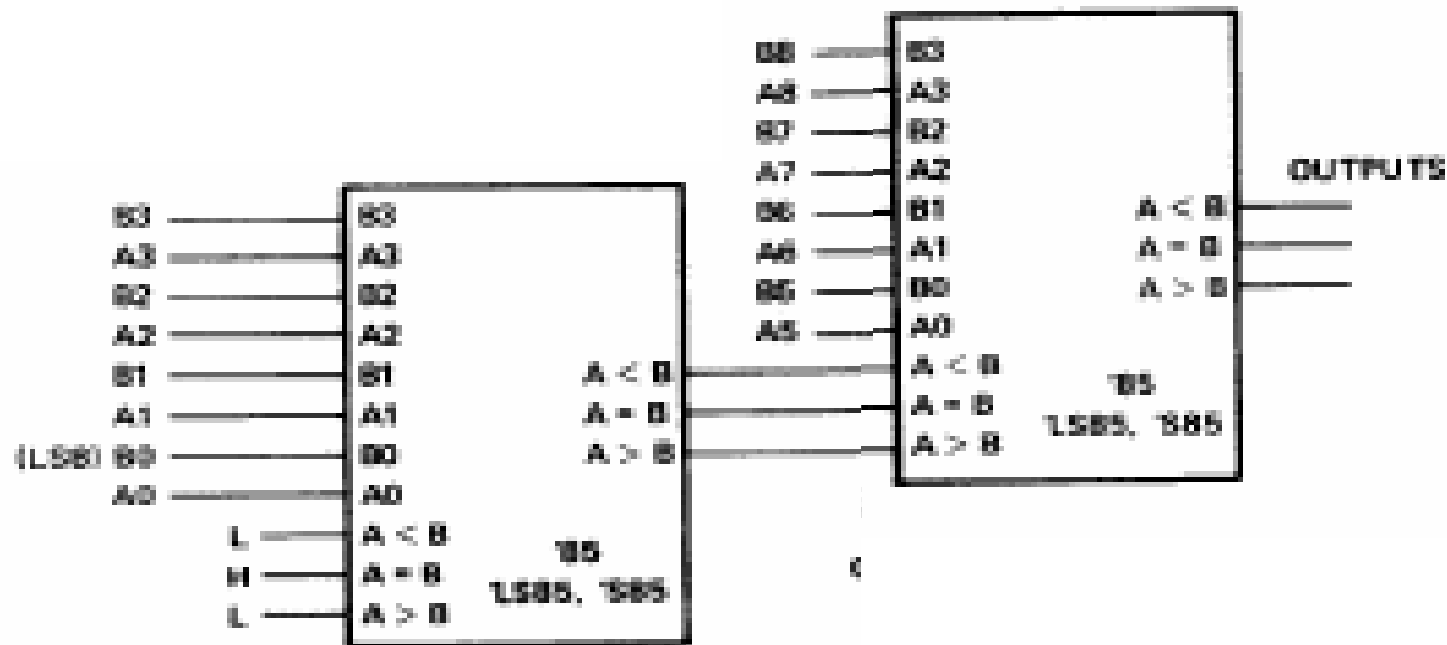 B3 B3
A3 A3
B2 B2
A2 A2
B1 B1
A1 A1
(LSB) B0 B0
A0 A0
L A < B
H A = B
L A > B
A < B
A = B
A > B
'85
'LS85, 'S85
B8 B3
A8 A3
B7 B2
A7 A2
B6 B1
A6 A1
B5 B0
A5 A0
A < B
A = B
A > B
'85
'LS85, 'S85
OUTPUTS
A < B
A = B
A > B